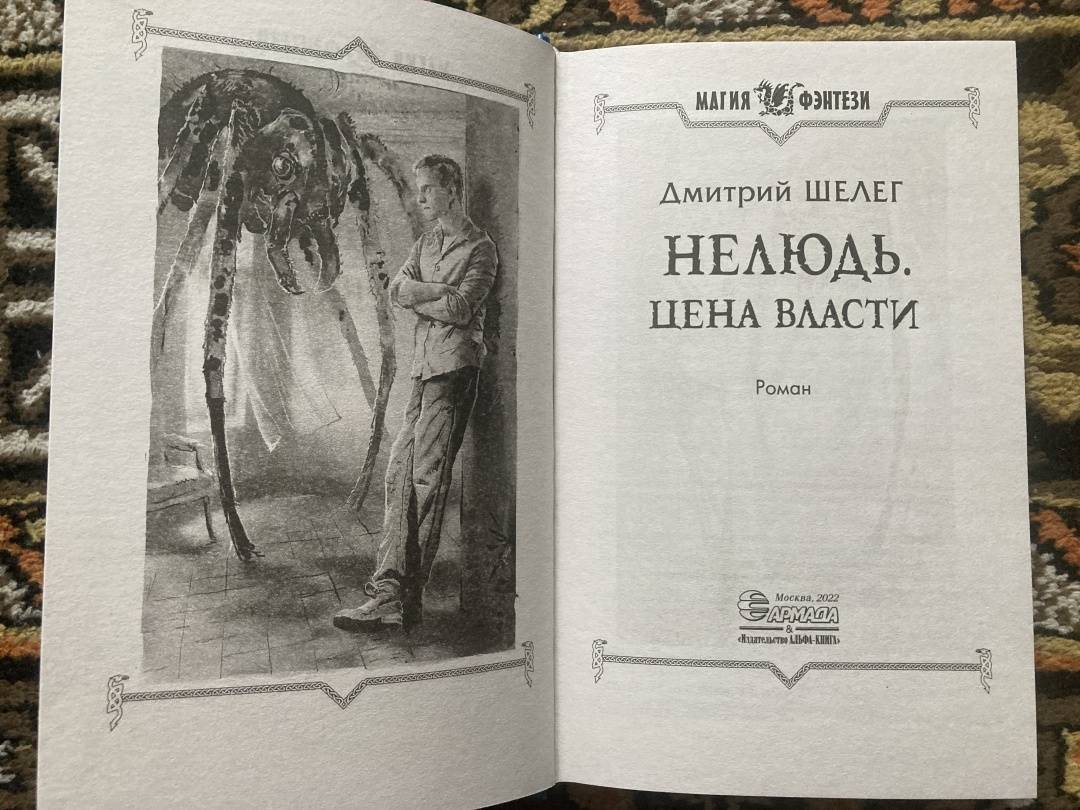 МАГИЯ ФЭНТЕЗИ
Дмитрий ШЕЛЕГ
НЕЛЮДЬ.
ЦЕНА ВЛАСТИ
Роман
Москва, 2022
АРМАДА
&
«Издательство АЛЬФА-КНИГА»